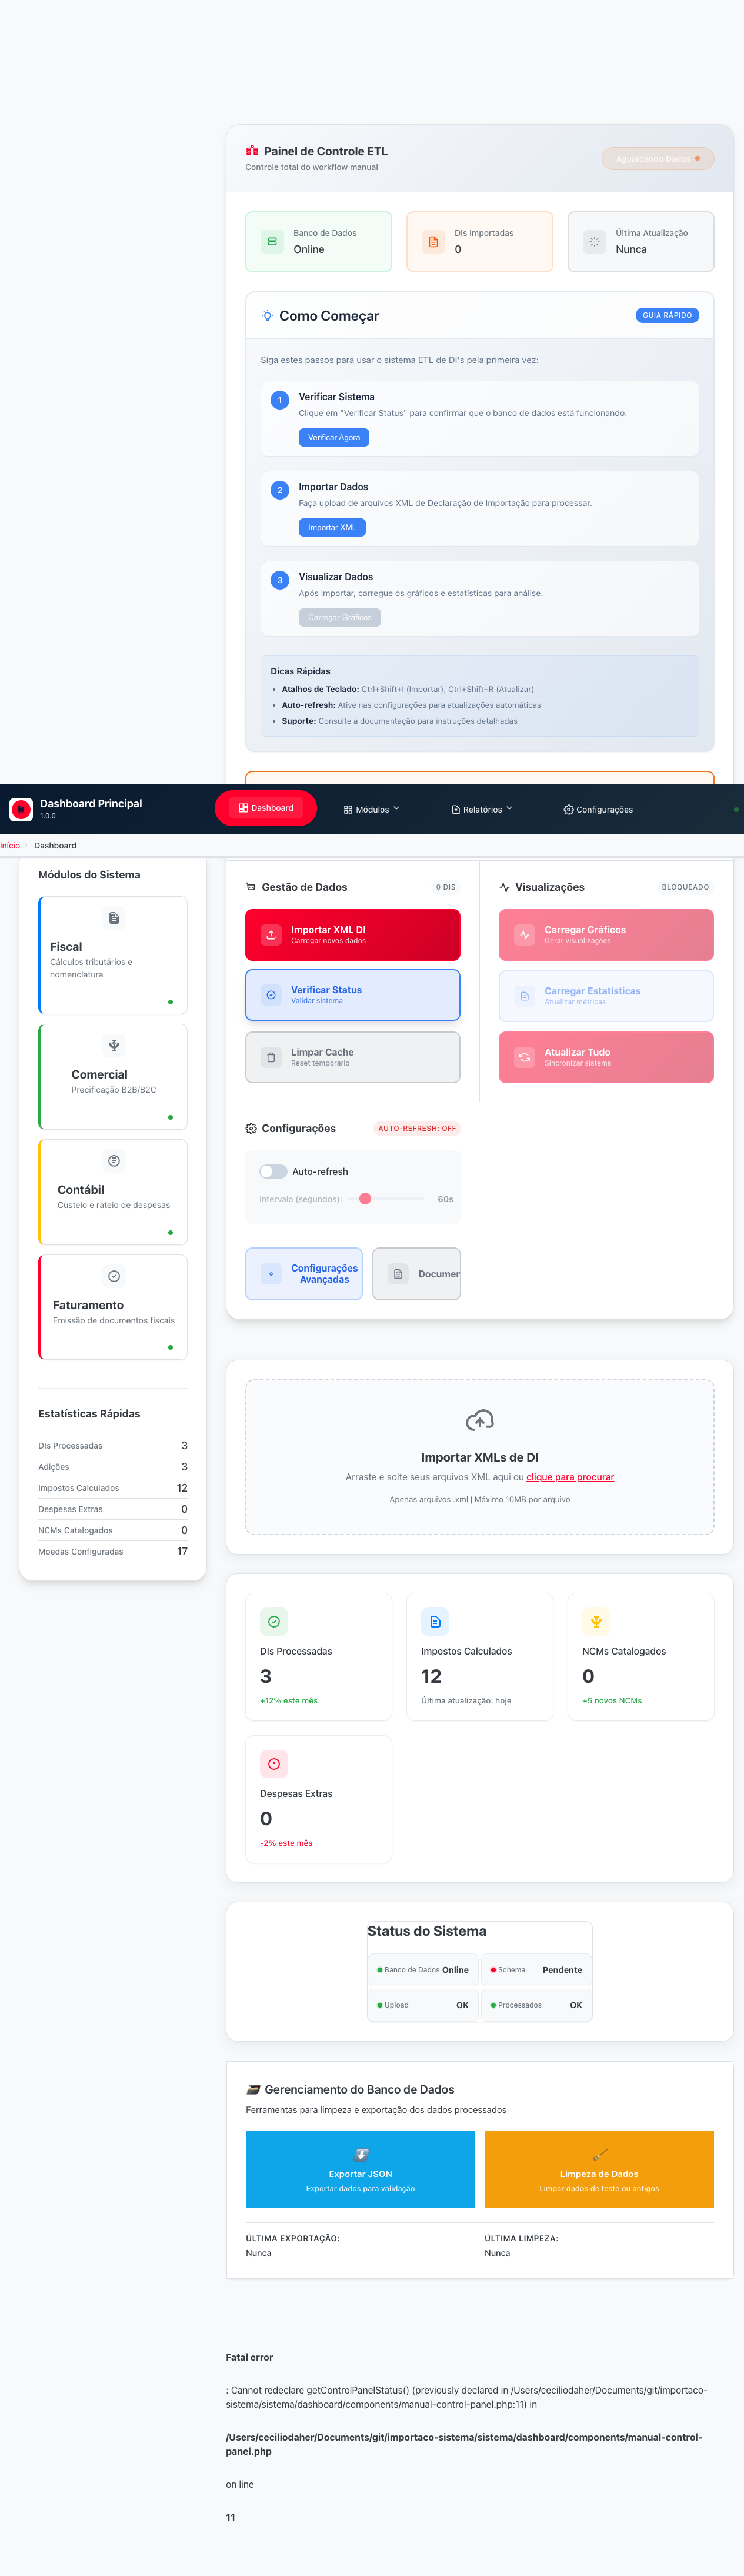 Painel de Controle ETL
Controle total do workflow manual
Aguardando Dados
Banco de Dados
Online
DIs Importadas
0
Última Atualização
Nunca
Como Começar
GUIA RÁPIDO
Siga estes passos para usar o sistema ETL de DI's pela primeira vez:
1
Verificar Sistema
Clique em "Verificar Status" para confirmar que o banco de dados está funcionando.
Verificar Agora
2
Importar Dados
Faça upload de arquivos XML de Declaração de Importação para processar.
Importar XML
3
Visualizar Dados
Após importar, carregue os gráficos e estatísticas para análise.
Carregar Gráficos
Dicas Rápidas
• Atalhos de Teclado: Ctrl+Shift+I (Importar), Ctrl+Shift+R (Atualizar)
• Auto-refresh: Ative nas configurações para atualizações automáticas
• Suporte: Consulte a documentação para instruções detalhadas
Dashboard Principal
1.0.0
Dashboard
Módulos
Relatórios
Configurações
Início
Dashboard
Módulos do Sistema
Fiscal
Cálculos tributários e
nomenclatura
Comercial
Precificação B2B/B2C
Contábil
Custeio e rateio de despesas
Faturamento
Emissão de documentos fiscais
Estatísticas Rápidas
DIs Processadas 3
Adições 3
Impostos Calculados 12
Despesas Extras 0
NCMs Catalogados 0
Moedas Configuradas 17
Gestão de Dados
0 DIS
Importar XML DI
Carregar novos dados
Verificar Status
Validar sistema
Limpar Cache
Reset temporário
Visualizações
BLOQUEADO
Carregar Gráficos
Gerar visualizações
Carregar Estatísticas
Atualizar métricas
Atualizar Tudo
Sincronizar sistema
Configurações
AUTO-REFRESH: OFF
Auto-refresh
Intervalo (segundos):
60s
Configurações
Avançadas
Documen
Importar XMLs de DI
Arraste e solte seus arquivos XML aqui ou clique para procurar
Apenas arquivos .xml | Máximo 10MB por arquivo
DIs Processadas
3
+12% este mês
Impostos Calculados
12
Última atualização: hoje
NCMs Catalogados
0
+5 novos NCMs
Despesas Extras
0
-2% este mês
Status do Sistema
Banco de Dados Online
Schema Pendente
Upload OK
Processados OK
Gerenciamento do Banco de Dados
Ferramentas para limpeza e exportação dos dados processados
Exportar JSON
Exportar dados para validação
Limpeza de Dados
Limpar dados de teste ou antigos
ÚLTIMA EXPORTAÇÃO:
Nunca
ÚLTIMA LIMPEZA:
Nunca
Fatal error
: Cannot redeclare getControlPanelStatus() (previously declared in /Users/ceciliodaher/Documents/git/importaco-
sistema/sistema/dashboard/components/manual-control-panel.php:11) in
/Users/ceciliodaher/Documents/git/importaco-sistema/sistema/dashboard/components/manual-control-
panel.php
on line
11